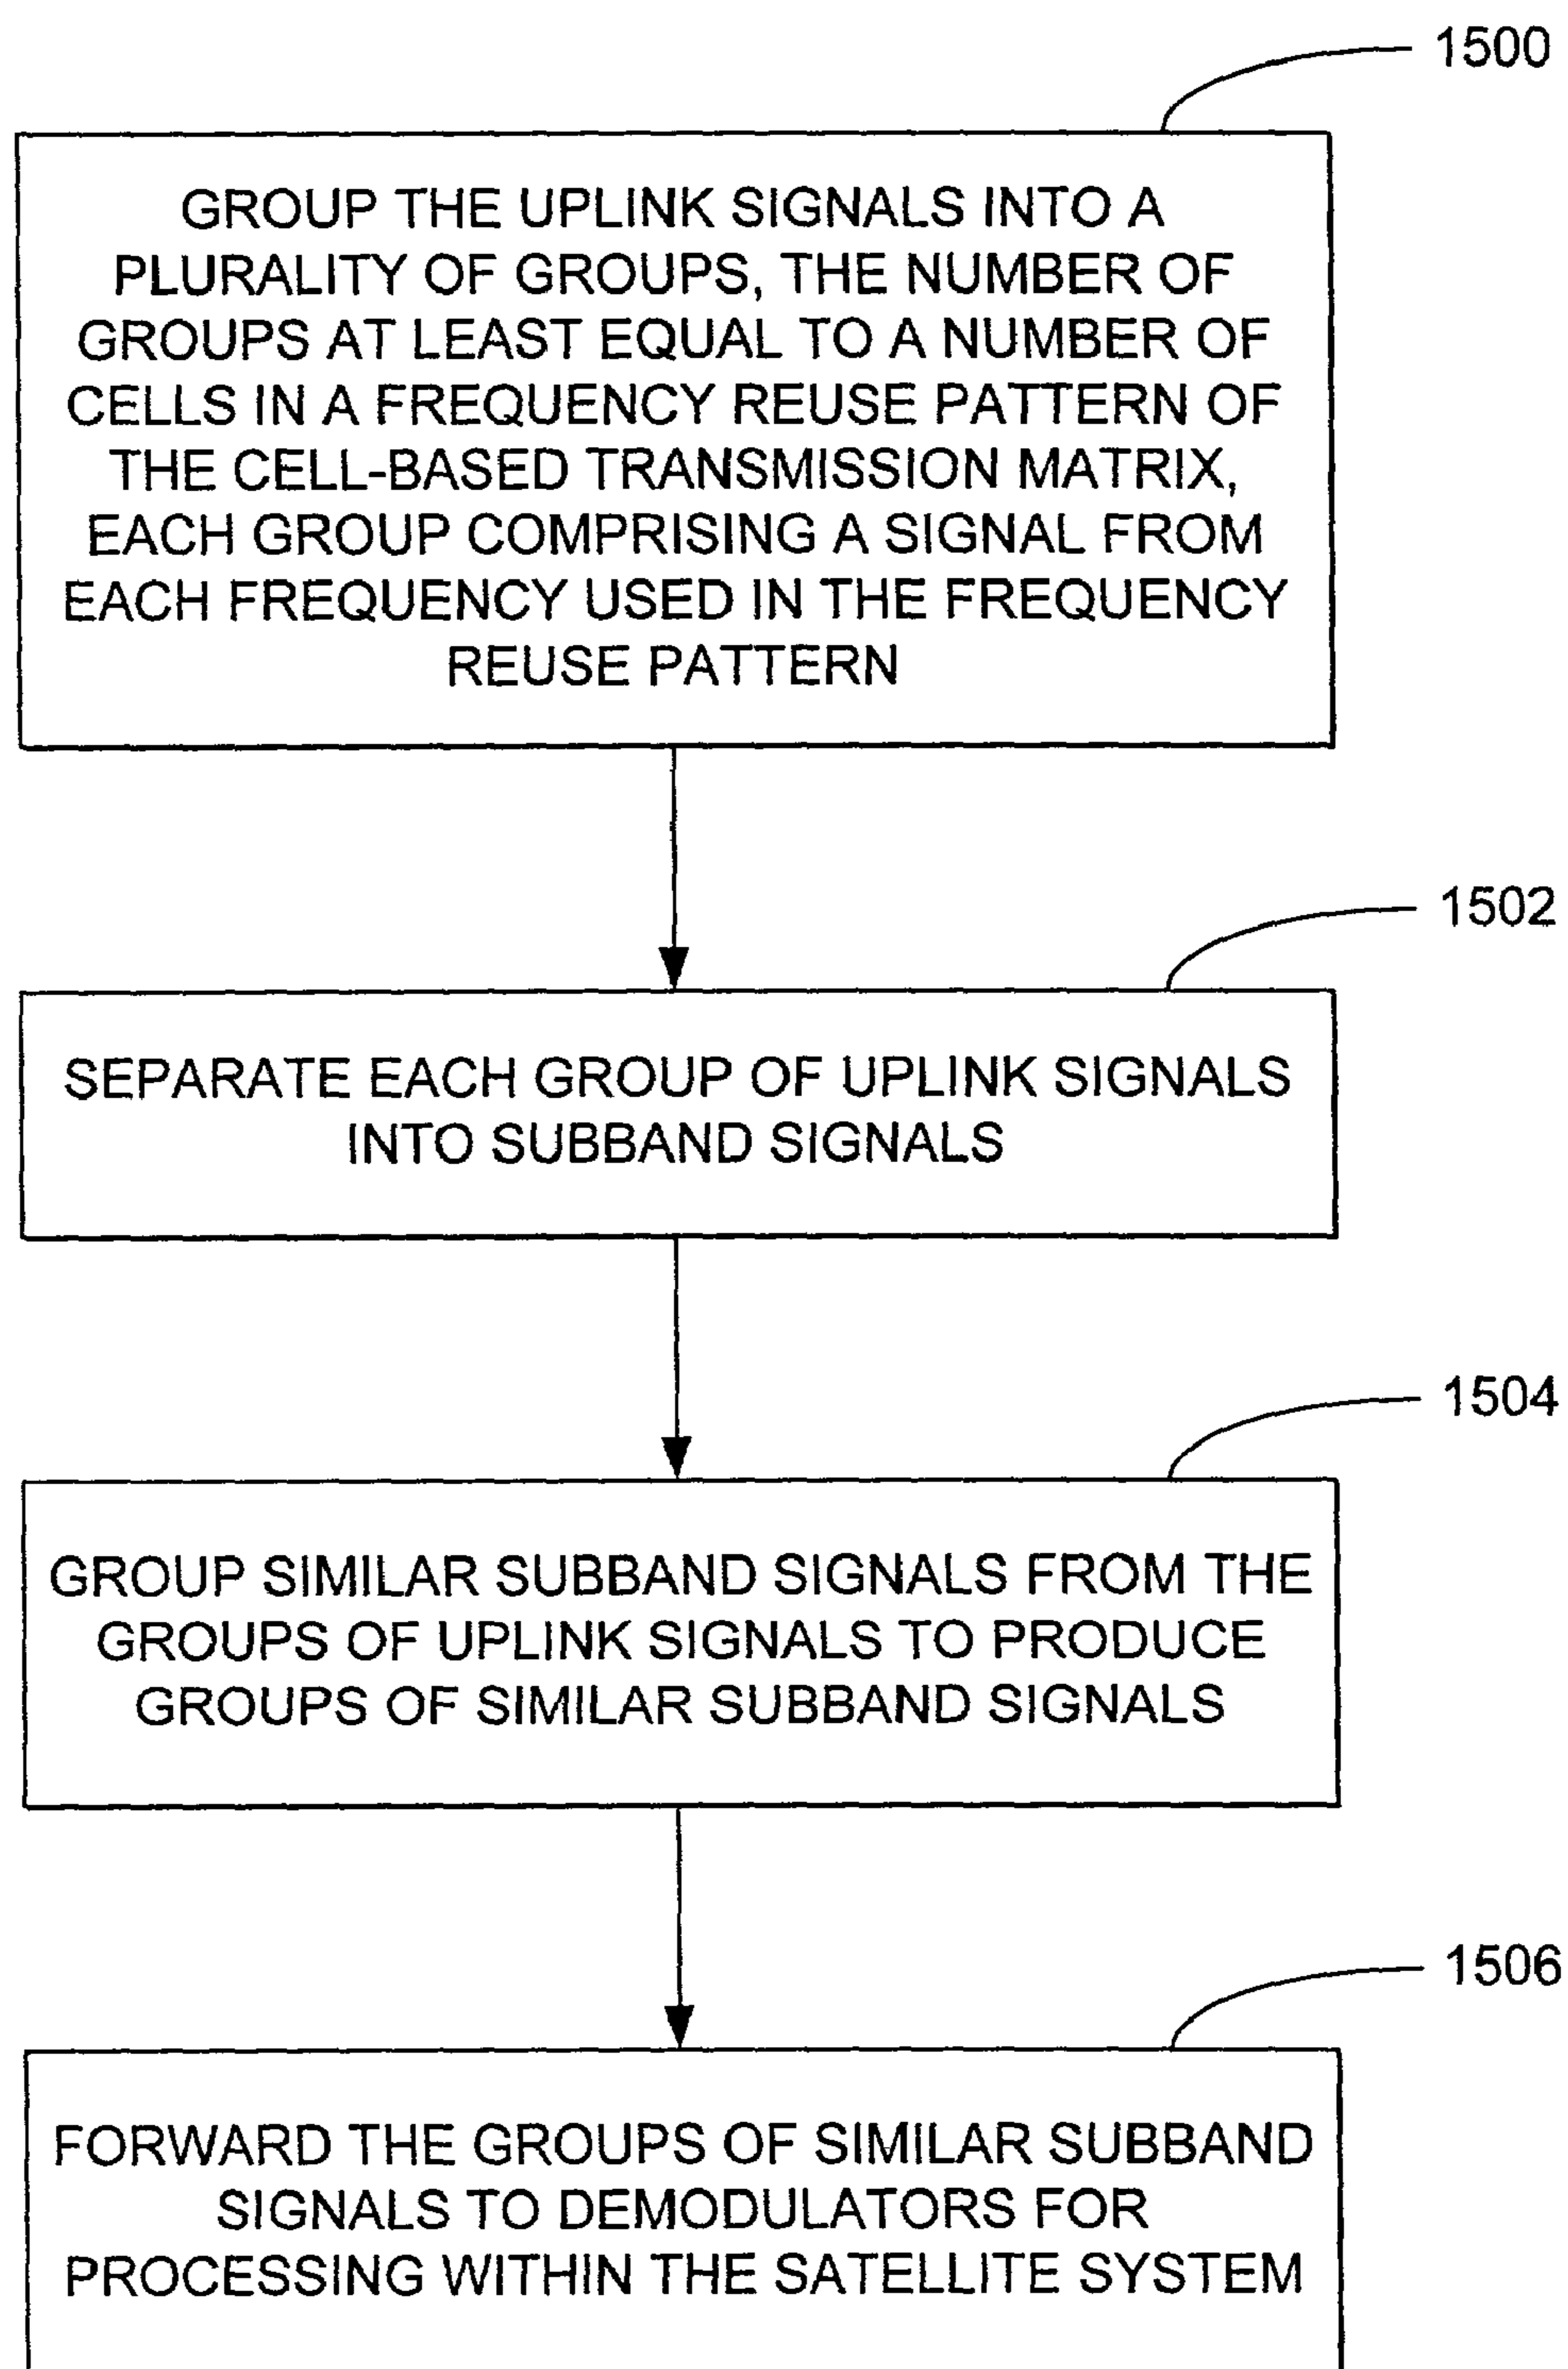 1500
GROUP THE UPLINK SIGNALS INTO A
PLURALITY OF GROUPS, THE NUMBER OF
GROUPS AT LEAST EQUAL TO A NUMBER OF
CELLS IN A FREQUENCY REUSE PATTERN OF
THE CELL-BASED TRANSMISSION MATRIX,
EACH GROUP COMPRISING A SIGNAL FROM
EACH FREQUENCY USED IN THE FREQUENCY
REUSE PATTERN
1502
SEPARATE EACH GROUP OF UPLINK SIGNALS
INTO SUBBAND SIGNALS
1504
GROUP SIMILAR SUBBAND SIGNALS FROM THE
GROUPS OF UPLINK SIGNALS TO PRODUCE
GROUPS OF SIMILAR SUBBAND SIGNALS
1506
FORWARD THE GROUPS OF SIMILAR SUBBAND
SIGNALS TO DEMODULATORS FOR
PROCESSING WITHIN THE SATELLITE SYSTEM